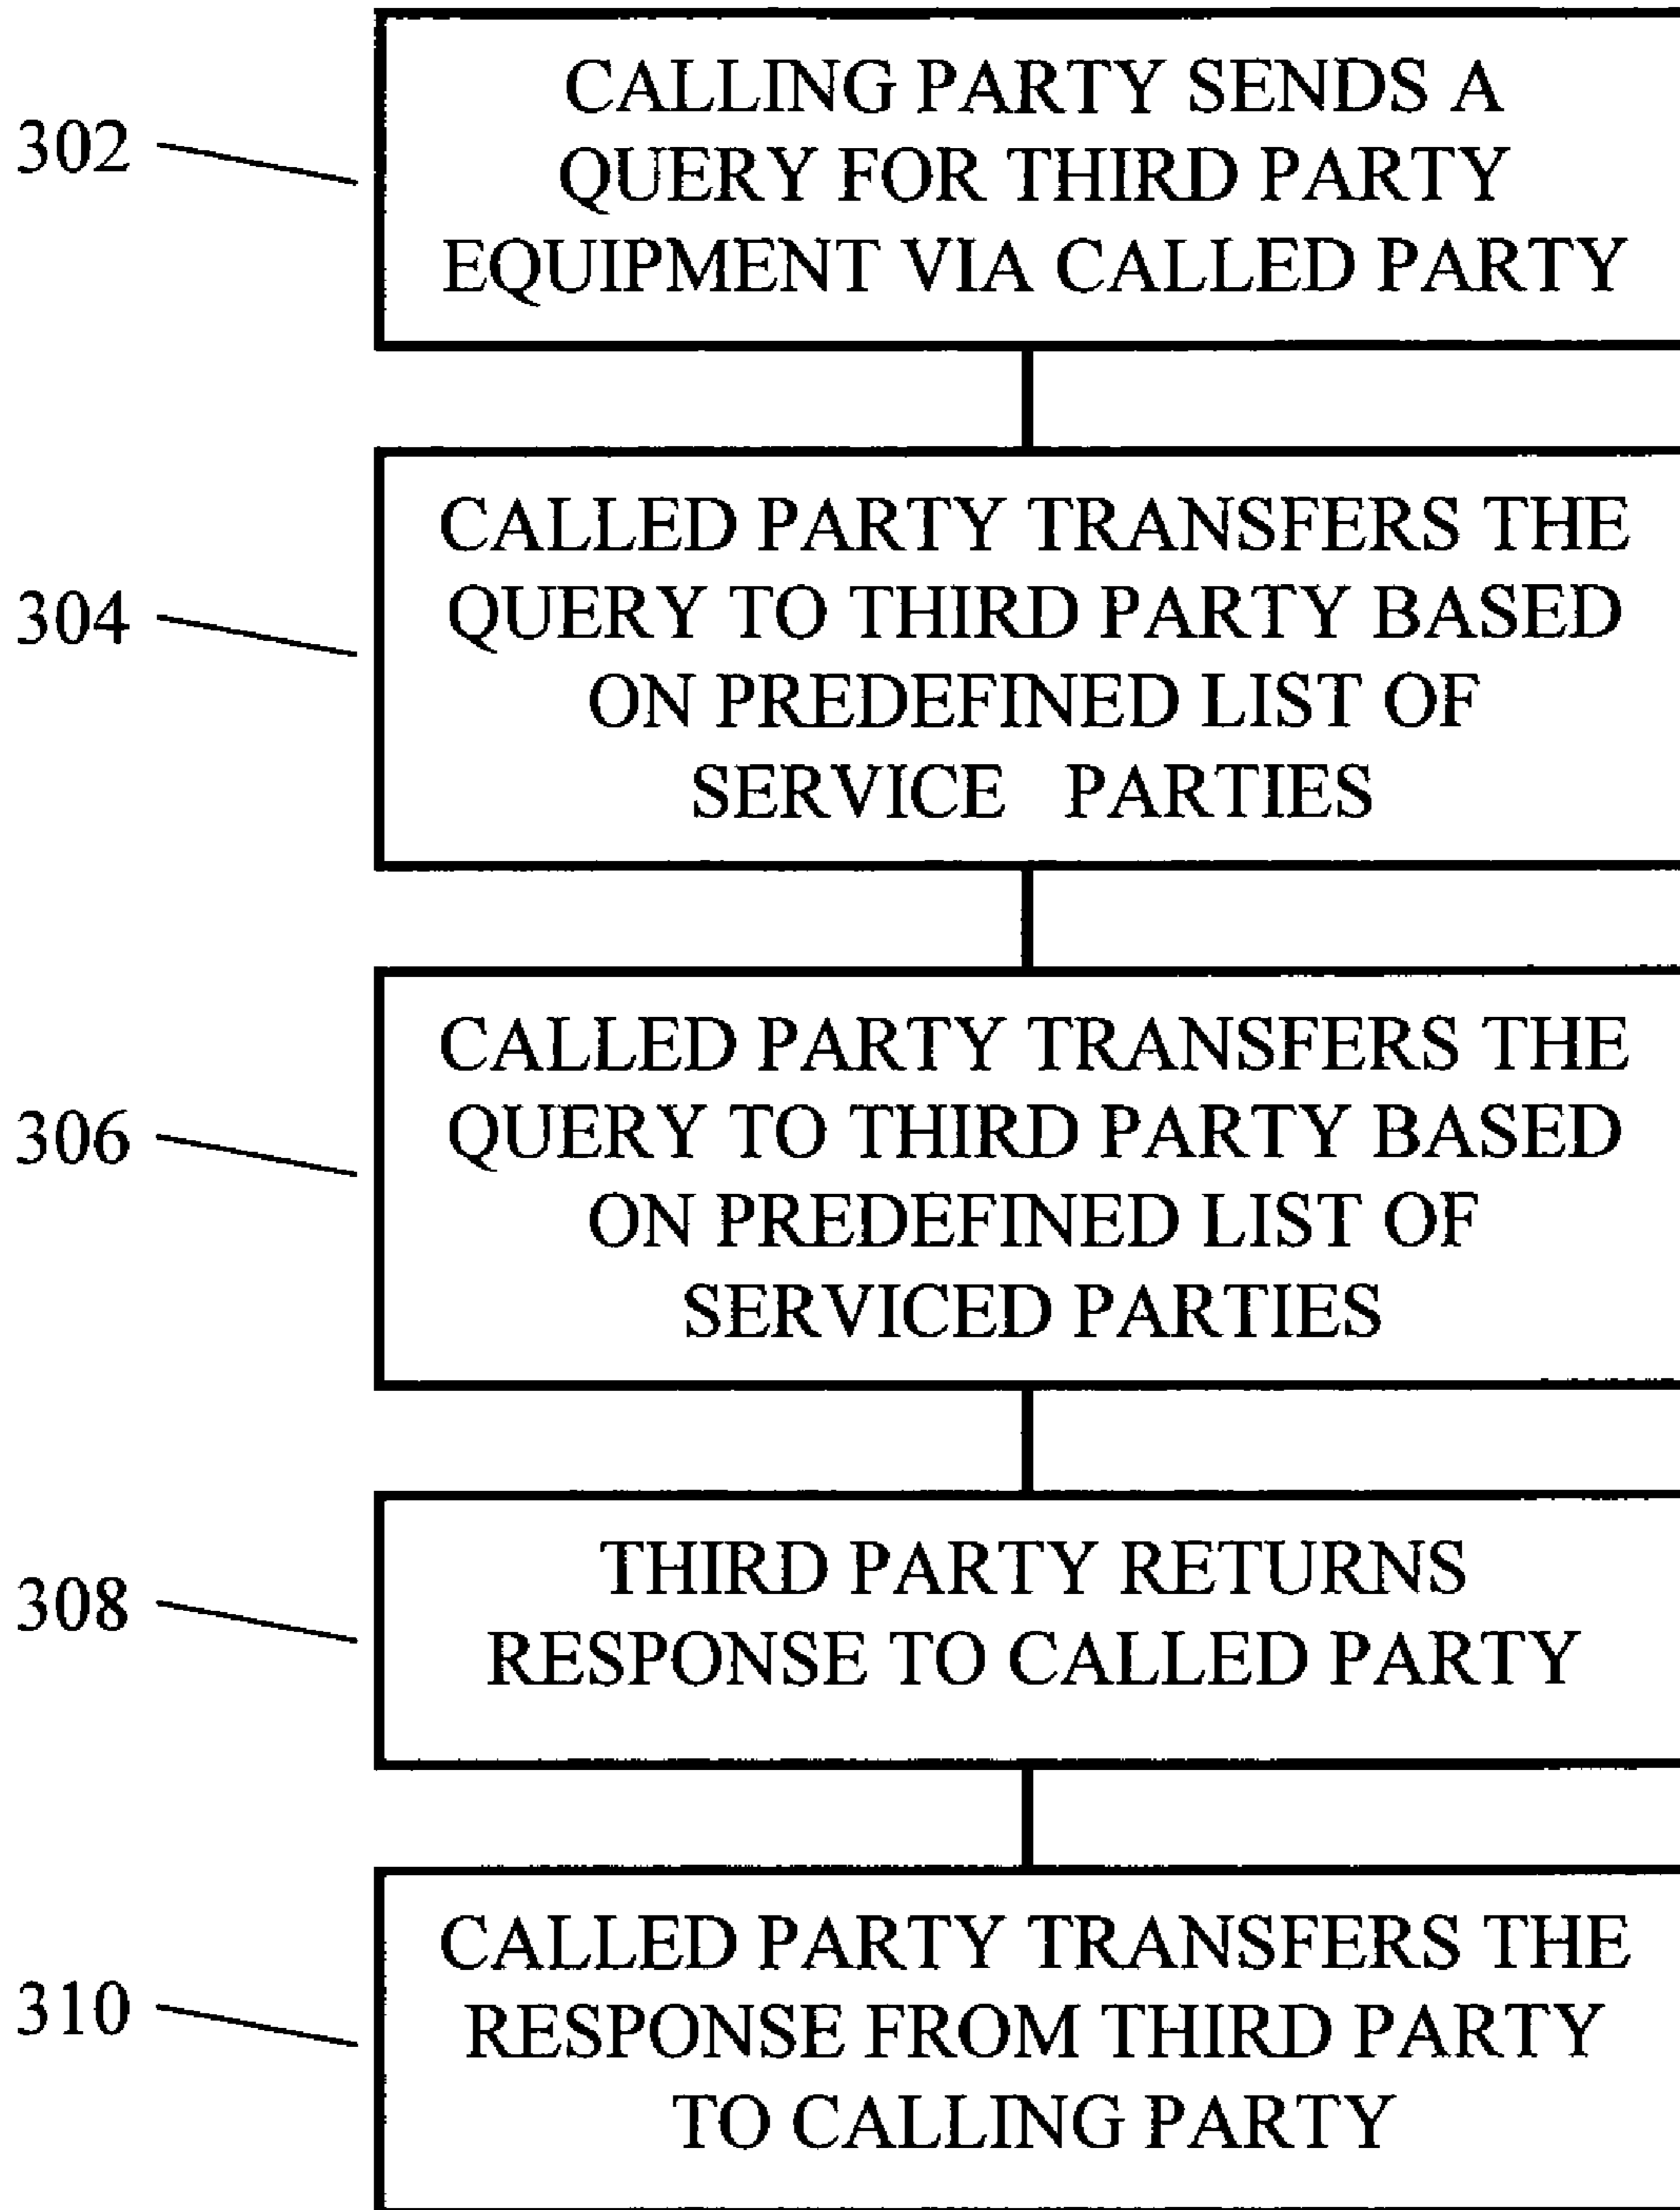 302
CALLING PARTY SENDS A
QUERY FOR THIRD PARTY
EQUIPMENT VIA CALLED PARTY
304
CALLED PARTY TRANSFERS THE
QUERY TO THIRD PARTY BASED
ON PREDEFINED LIST OF
SERVICE PARTIES
306
CALLED PARTY TRANSFERS THE
QUERY TO THIRD PARTY BASED
ON PREDEFINED LIST OF
SERVICED PARTIES
308
THIRD PARTY RETURNS
RESPONSE TO CALLED PARTY
310
CALLED PARTY TRANSFERS THE
RESPONSE FROM THIRD PARTY
TO CALLING PARTY